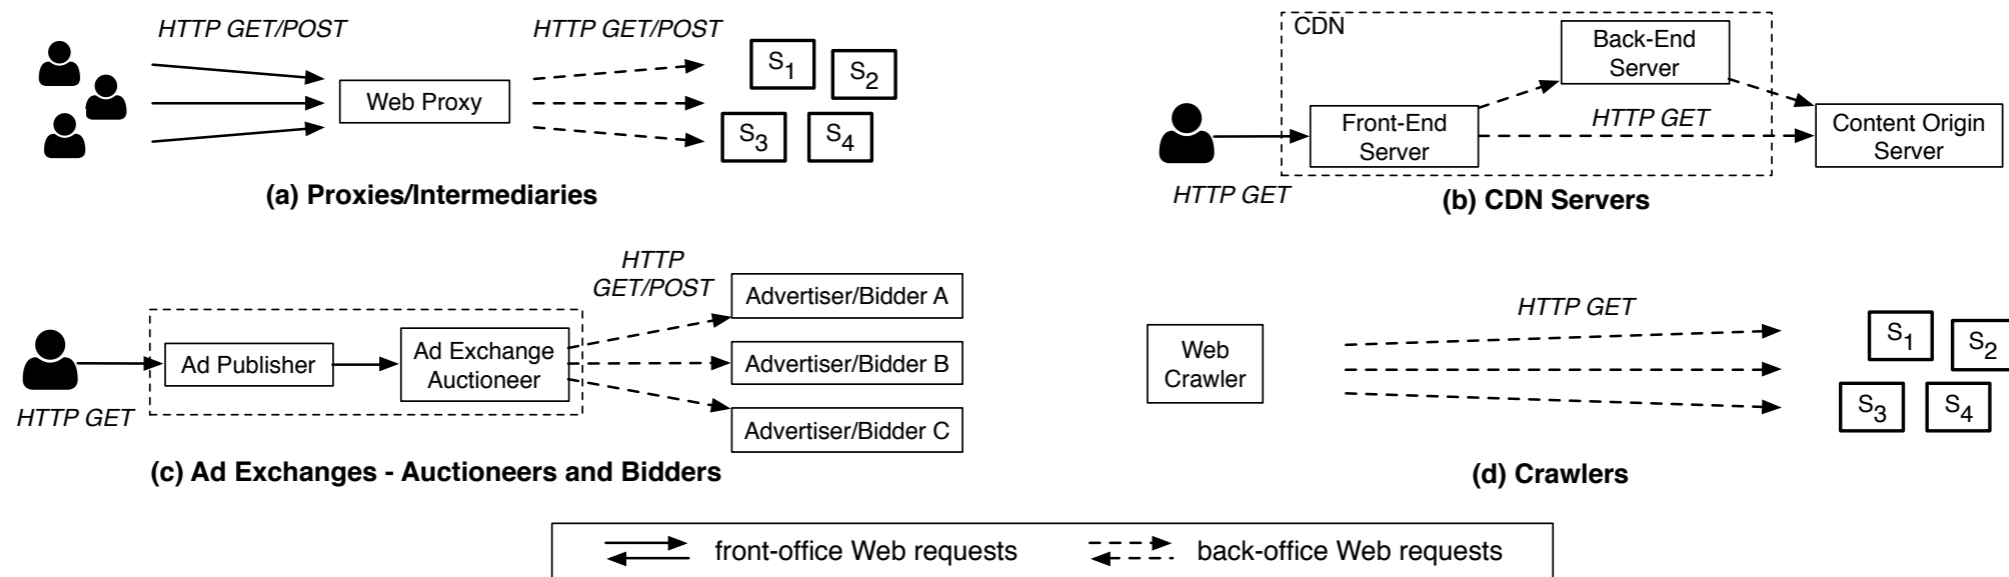 HTTP GET/POST
HTTP GET/POST
Web Proxy
S1
S2
S3
S4
(a) Proxies/Intermediaries
CDN
Back-End
Server
Front-End
Server
HTTP GET
Content Origin
Server
HTTP GET
(b) CDN Servers
HTTP
GET/POST
Ad Publisher
Ad Exchange
Auctioneer
Advertiser/Bidder A
Advertiser/Bidder B
Advertiser/Bidder C
HTTP GET
(c) Ad Exchanges - Auctioneers and Bidders
HTTP GET
Web
Crawler
S1
S2
S3
S4
(d) Crawlers
front-office Web requests
back-office Web requests